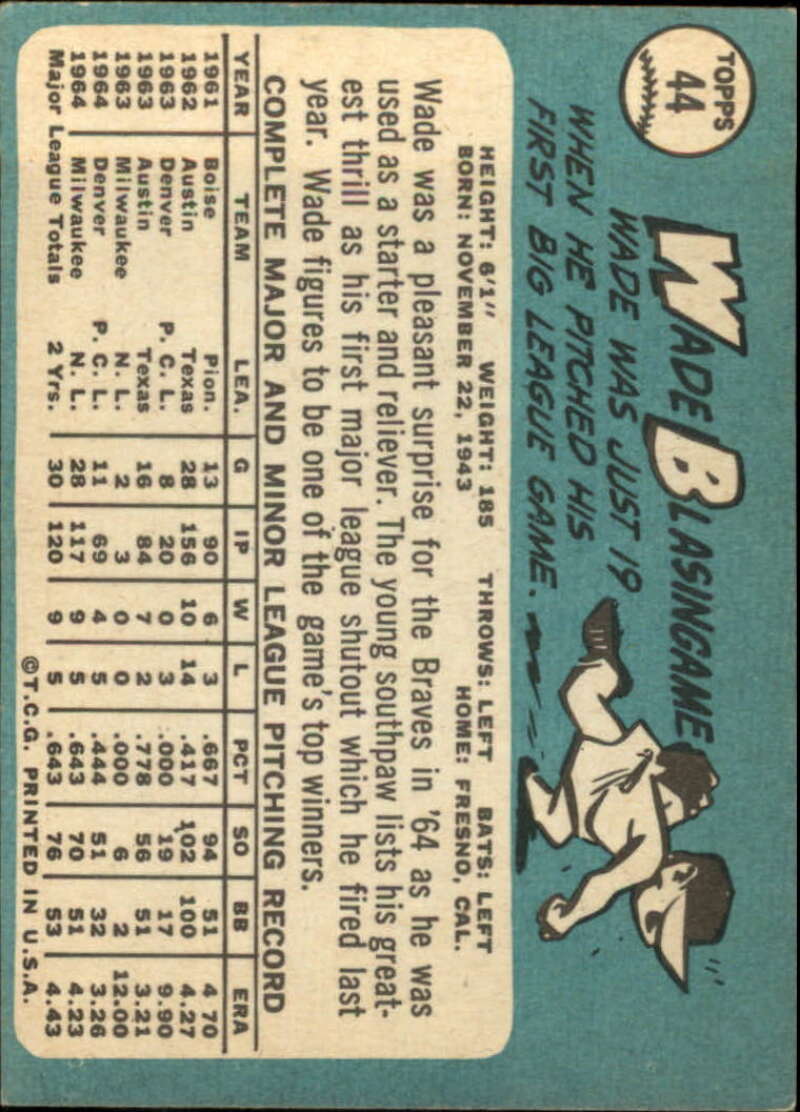 TOPPS
44
WADE BLASINGAME
WADE WAS JUST 19
WHEN HE PITCHED HIS
FIRST BIG LEAGUE GAME.
HEIGHT: 6'1" WEIGHT: 185 THROWS: LEFT BATS: LEFT
BORN: NOVEMBER 22, 1943 HOME: FRESNO, CAL.
Wade was a pleasant surprise for the Braves in '64 as he was
used as a starter and reliever. The young southpaw lists his great-
est thrill as his first major league shutout which he fired last
year. Wade figures to be one of the game's top winners.
COMPLETE MAJOR AND MINOR LEAGUE PITCHING RECORD
YEAR TEAM LEA. G IP W L PCT SO BB ERA
1961 Boise Pion. 13 90 6 3 .667 94 51 4.70
1962 Austin Texas 28 156 10 14 .417 102 100 4.27
1963 Denver P.C.L. 8 20 0 3 .000 19 17 9.90
1963 Austin Texas 16 84 7 2 .778 56 51 3.21
1963 Milwaukee N.L. 2 3 0 0 .000 6 2 12.00
1964 Denver P.C.L. 11 69 4 5 .444 51 32 3.26
1964 Milwaukee N.L. 28 117 9 5 .643 70 51 4.23
Major League Totals 2 Yrs. 30 120 9 5 .643 76 53 4.43
©T.C.G. PRINTED IN U.S.A.